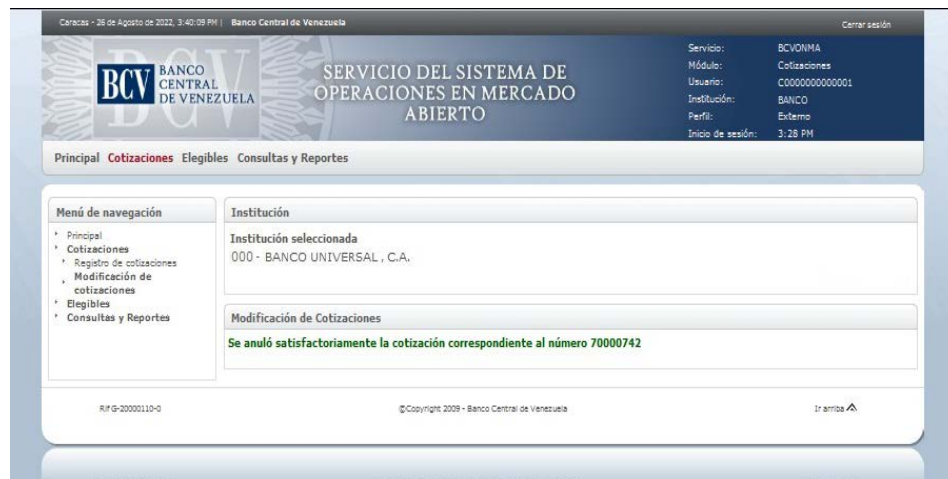 Caracas - 26 de Agosto de 2022, 3:40:09 PM | Banco Central de Venezuela
Cerrar sesión
BCV BANCO CENTRAL DE VENEZUELA
SERVICIO DEL SISTEMA DE
OPERACIONES EN MERCADO
ABIERTO
Servicio: BCVONMA
Módulo: Cotizaciones
Usuario: C0000000000001
Institución: BANCO
Perfil: Externo
Inicio de sesión: 3:28 PM
Principal Cotizaciones Elegibles Consultas y Reportes
Menú de navegación
Principal
Cotizaciones
Registro de cotizaciones
Modificación de
cotizaciones
Elegibles
Consultas y Reportes
Institución
Institución seleccionada
000 - BANCO UNIVERSAL , C.A.
Modificación de Cotizaciones
Se anuló satisfactoriamente la cotización correspondiente al número 70000742
Rif G-20000110-0
©Copyright 2009 - Banco Central de Venezuela
Ir arriba